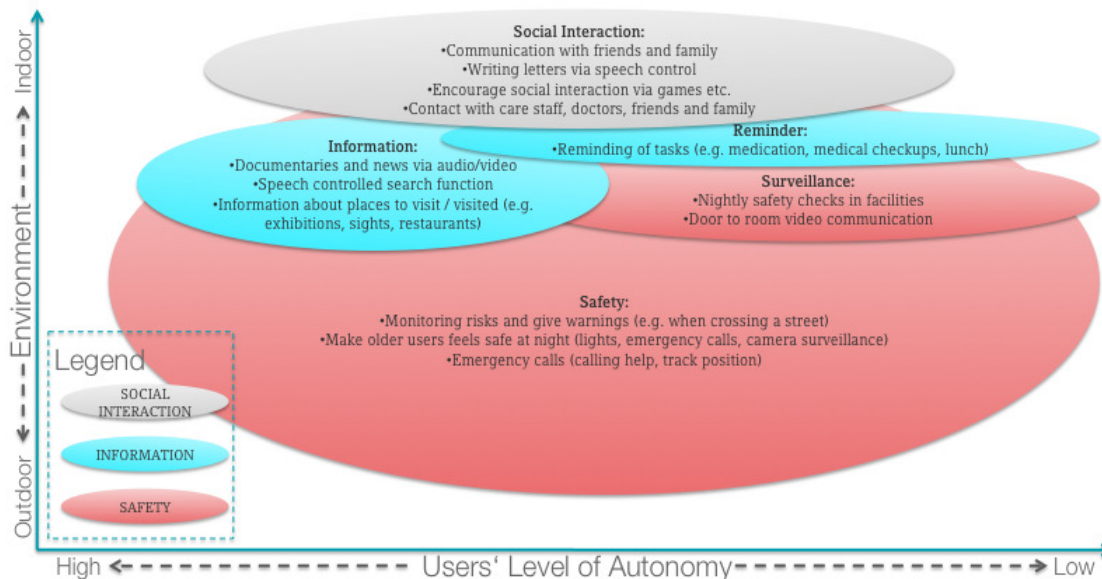 Social Interaction:
•Communication with friends and family
•Writing letters via speech control
•Encourage social interaction via games etc.
•Contact with care staff, doctors, friends and family
Reminder:
•Reminding of tasks (e.g. medication, medical checkups, lunch)
Information:
•Documentaries and news via audio/video
•Speech controlled search function
•Information about places to visit / visited (e.g.
exhibitions, sights, restaurants)
Surveillance:
•Nightly safety checks in facilities
•Door to room video communication
Safety:
•Monitoring risks and give warnings (e.g. when crossing a street)
•Make older users feels safe at night (lights, emergency calls, camera surveillance)
•Emergency calls (calling help, track position)
Legend
SOCIAL
INTERACTION
INFORMATION
SAFETY
Indoor
Environment
Outdoor
High
Users‘ Level of Autonomy
Low